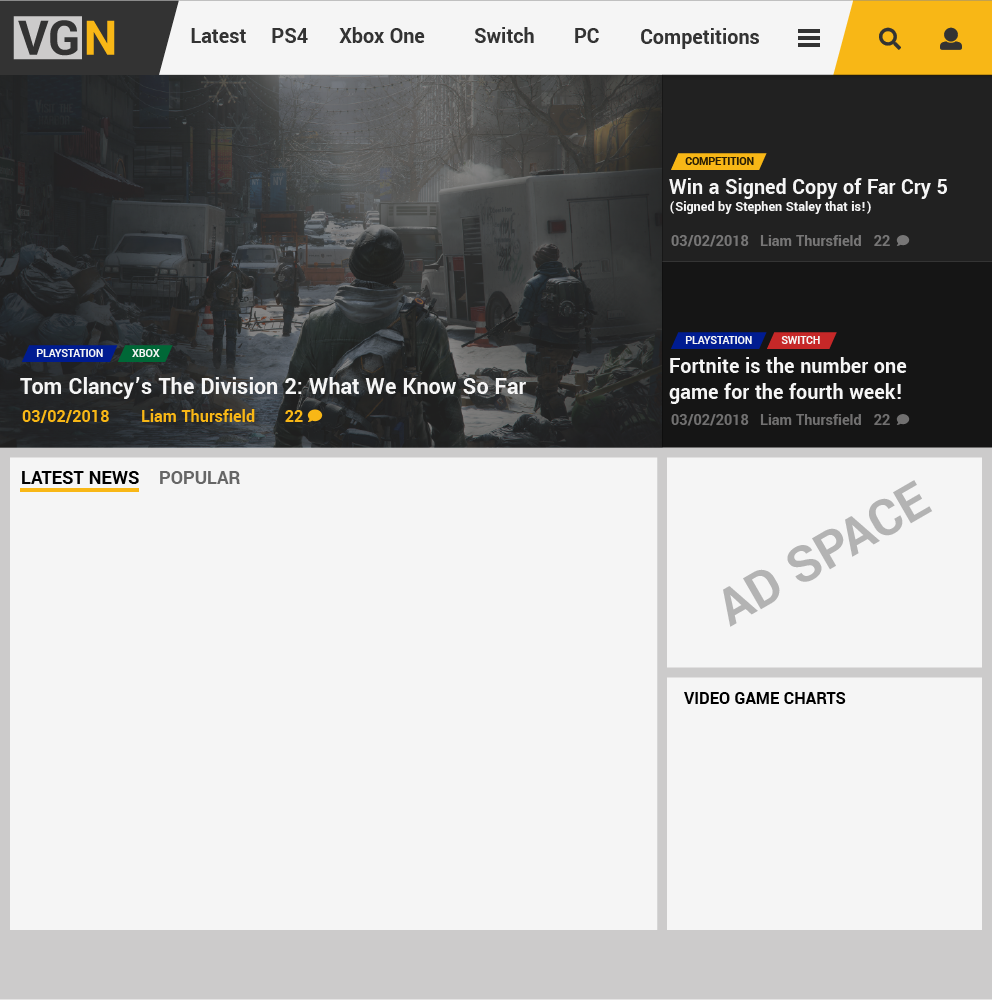 VGN
Latest PS4 Xbox One Switch PC Competitions
PLAYSTATION XBOX
Tom Clancy's The Division 2: What We Know So Far
03/02/2018 Liam Thursfield 22
COMPETITION
Win a Signed Copy of Far Cry 5
(Signed by Stephen Staley that is!)
03/02/2018 Liam Thursfield 22
PLAYSTATION SWITCH
Fortnite is the number one
game for the fourth week!
03/02/2018 Liam Thursfield 22
LATEST NEWS POPULAR
AD SPACE
VIDEO GAME CHARTS